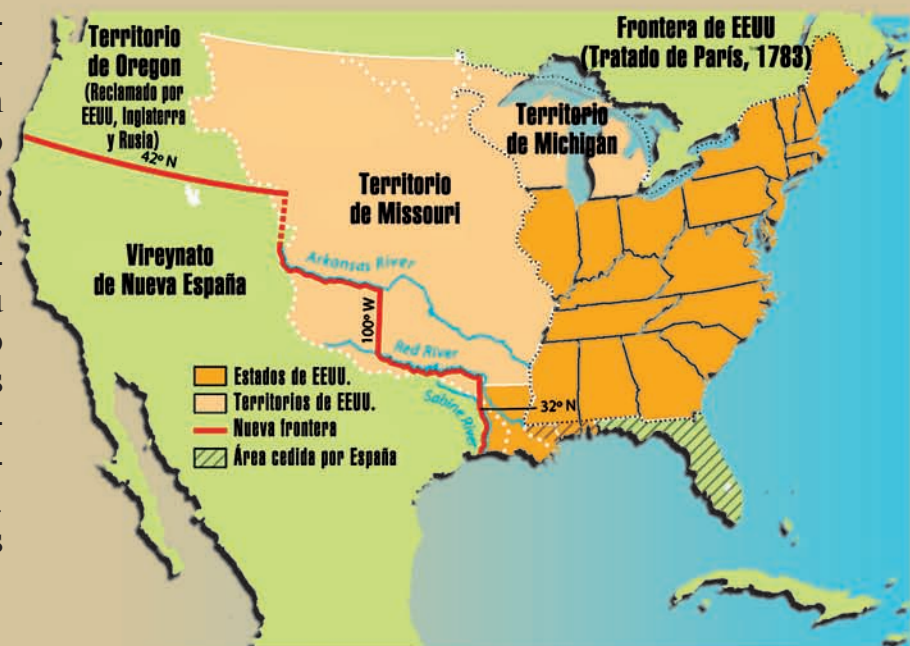 Territorio
de Oregon
(Reclamado por
EEUU, Inglaterra
y Rusia)
42º N
Frontera de EEUU
(Tratado de París, 1783)
Territorio
de Michigan
Territorio
de Missouri
Vireynato
de Nueva España
Arkansas River
100º W
Red River
Sabine River
32º N
Estados de EEUU.
Territorios de EEUU.
Nueva frontera
Área cedida por España